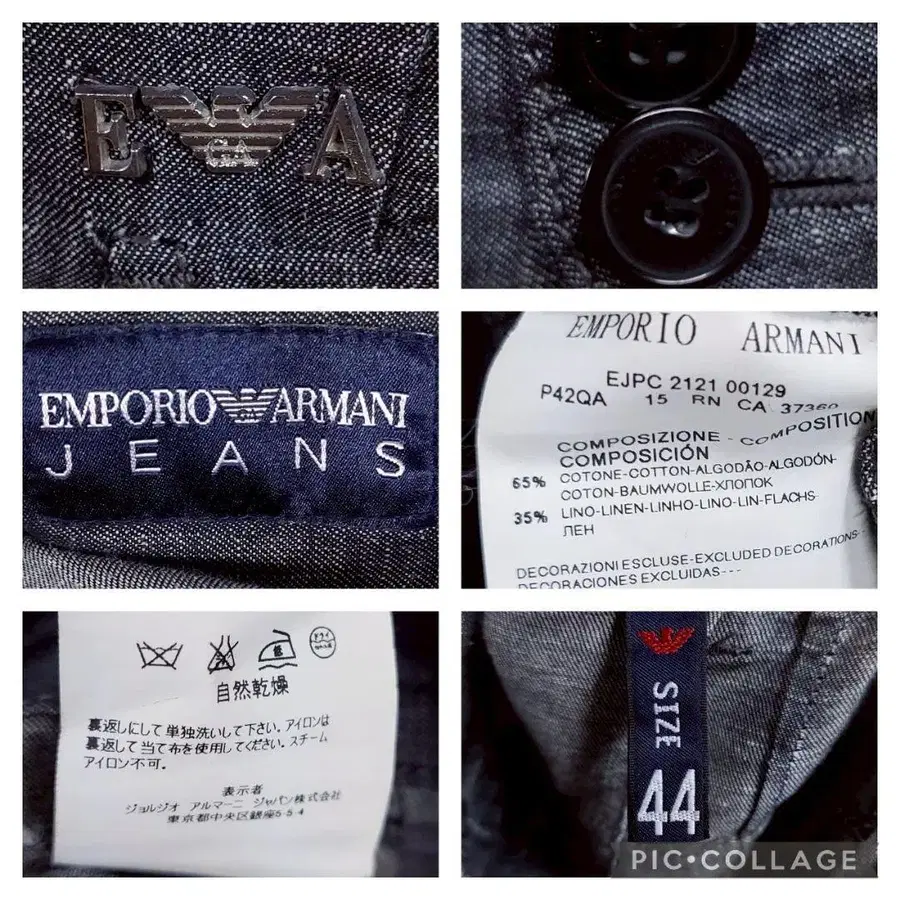 E A
GA
EMPORIO ARMANI
JEANS
EMPORIO ARMANI
EJPC 2121 00129
P42QA 15 RN CA 37360
COMPOSIZIONE - COMPOSITION
COMPOSICIÓN
65% COTONE-COTTON-ALGODÃO-ALGODÓN-
COTON-BAUMWOLLE-ХЛОПОК
35% LINO-LINEN-LINHO-LINO-LIN-FLACHS-
ЛЕН
DECORAZIONI ESCLUSE-EXCLUDED DECORATIONS-
DECORACIONES EXCLUIDAS---
ドライ
自然乾燥
裏返しにして単独洗いして下さい。アイロンは
裏返して当て布を使用してください。スチーム
アイロン不可。
表示者
ジョルジオ アルマーニ ジャパン株式会社
東京都中央区銀座5-5-4
SIZE
44
PIC•COLLAGE